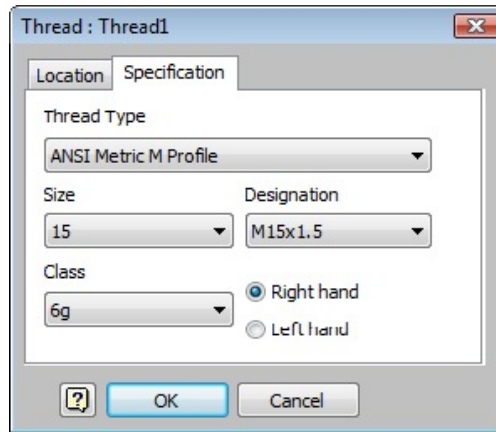 Thread : Thread1
Location Specification
Thread Type
ANSI Metric M Profile
Size Designation
15 M15x1.5
Class
6g
Right hand
Left hand
? OK Cancel